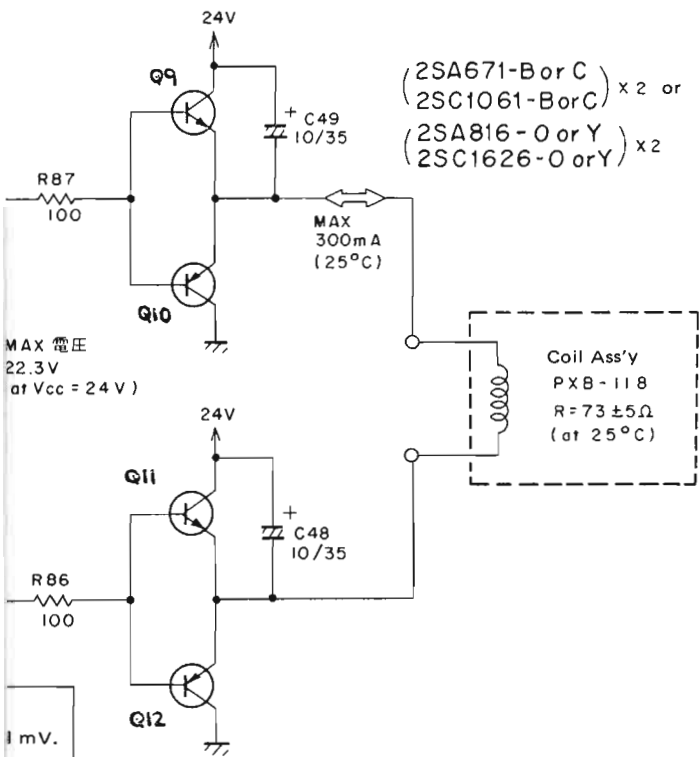 24V
Q9
+ C49
10/35
(2SA671-B or C
2SC1061-B or C) ×2 or
(2SA816-O or Y
2SC1626-O or Y) ×2
R87
100
MAX
300mA
(25°C)
Q10
MAX 電圧
22.3V
at Vcc = 24V)
Coil Ass'y
PXB-118
R=73±5Ω
(at 25°C)
24V
Q11
+
C48
10/35
R86
100
Q12
1 mV.